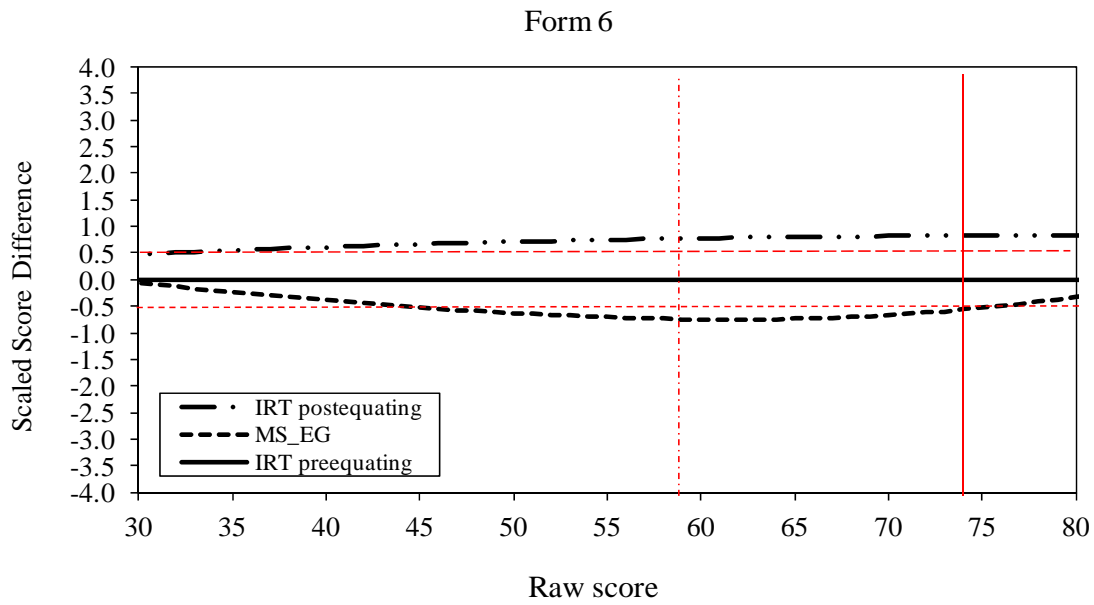 Form 6
4.0
3.5
3.0
2.5
2.0
1.5
1.0
0.5
0.0
-0.5
-1.0
-1.5
-2.0
-2.5
-3.0
-3.5
-4.0
Scaled Score Difference
IRT postequating
MS_EG
IRT preequating
30 35 40 45 50 55 60 65 70 75 80
Raw score